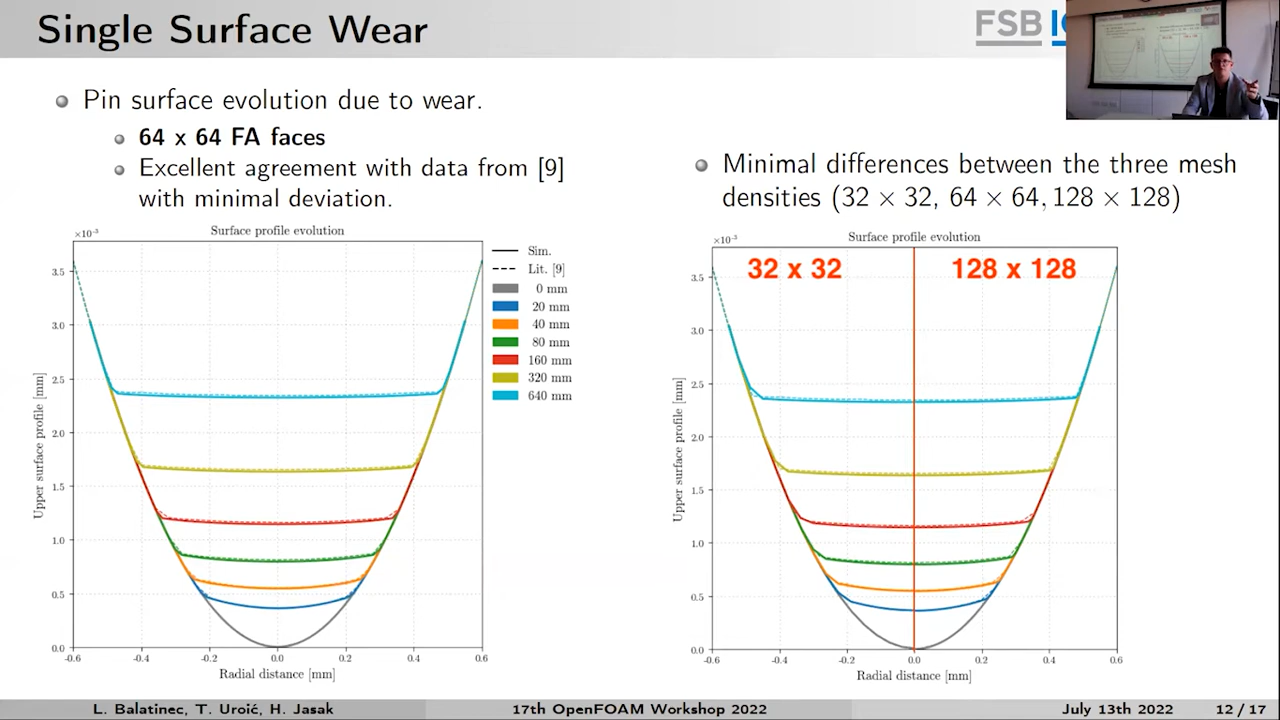 Single Surface Wear
FSB
Pin surface evolution due to wear.
64 x 64 FA faces
Excellent agreement with data from [9]
with minimal deviation.
Minimal differences between the three mesh
densities (32 × 32, 64 × 64, 128 × 128)
Surface profile evolution
×10⁻³
Upper surface profile [mm]
3.5
3.0
2.5
2.0
1.5
1.0
0.5
0.0
-0.6 -0.4 -0.2 0.0 0.2 0.4 0.6
Radial distance [mm]
Sim.
Lit. [9]
0 mm
20 mm
40 mm
80 mm
160 mm
320 mm
640 mm
Surface profile evolution
×10⁻³
32 x 32 128 x 128
Upper surface profile [mm]
3.5
3.0
2.5
2.0
1.5
1.0
0.5
0.0
-0.6 -0.4 -0.2 0.0 0.2 0.4 0.6
Radial distance [mm]
L. Balatinec, T. Uroić, H. Jasak 17th OpenFOAM Workshop 2022 July 13th 2022 12 / 17